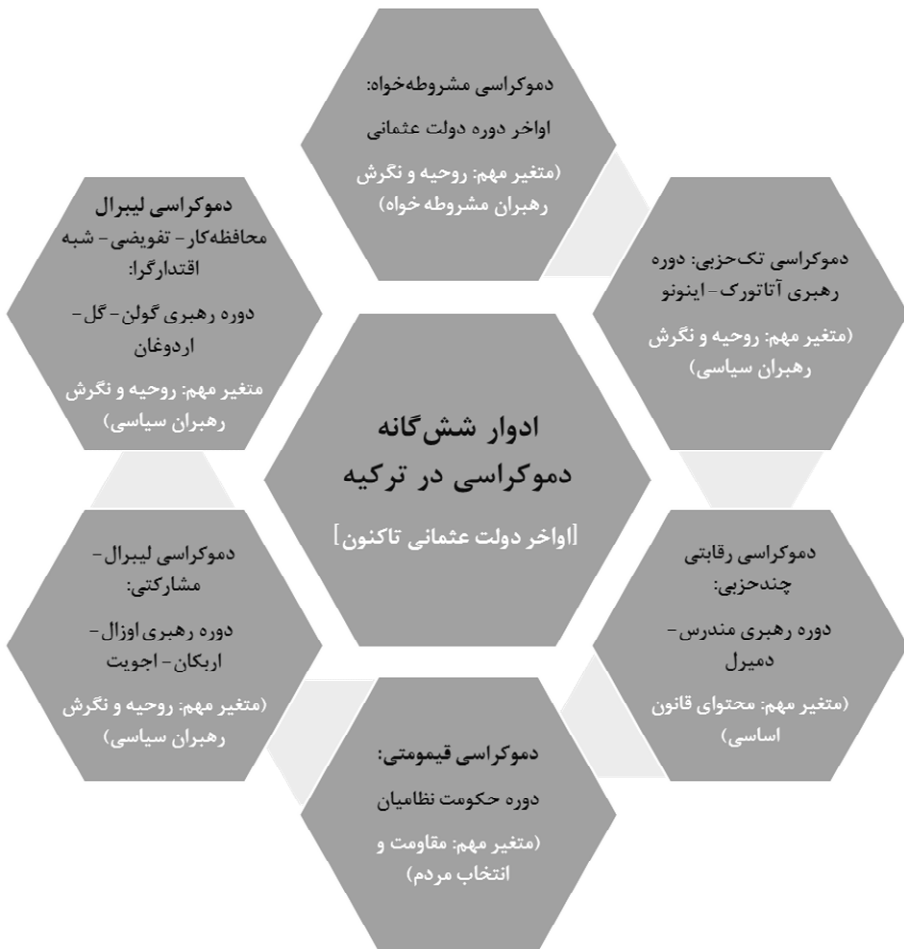 دموکراسی مشروطه‌خواه:
اواخر دوره دولت عثمانی
(متغیر مهم: روحیه و نگرش
رهبران مشروطه خواه)
دموکراسی تک‌حزبی: دوره
رهبری آتاتورک – اینونو
(متغیر مهم: روحیه و نگرش
رهبران سیاسی)
دموکراسی رقابتی
چندحزبی:
دوره رهبری مندرس –
دمیرل
(متغیر مهم: محتوای قانون
اساسی)
دموکراسی قیمومتی:
دوره حکومت نظامیان
(متغیر مهم: مقاومت و
انتخاب مردم)
دموکراسی لیبرال –
مشارکتی:
دوره رهبری اوزال –
اربکان – اجویت
(متغیر مهم: روحیه و نگرش
رهبران سیاسی)
دموکراسی لیبرال
محافظه‌کار – تفویضی – شبه
اقتدارگرا:
دوره رهبری گولن – گل –
اردوغان
متغیر مهم: روحیه و نگرش
رهبران سیاسی)
ادوار شش‌گانه
دموکراسی در ترکیه
[اواخر دولت عثمانی تاکنون]